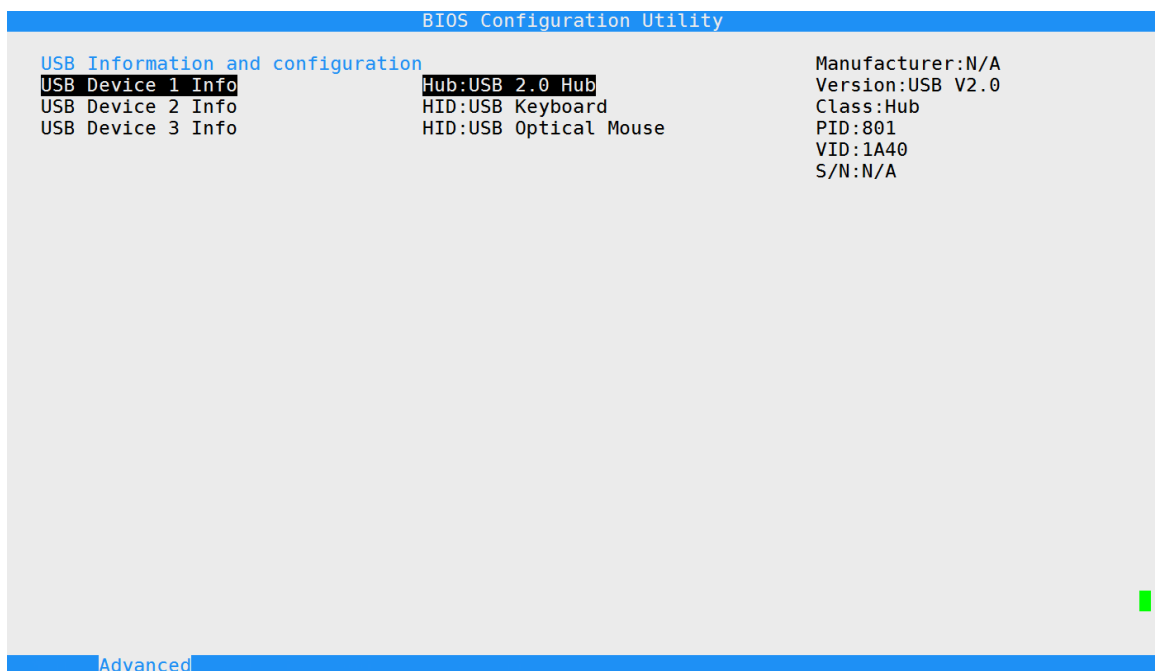 BIOS Configuration Utility
USB Information and configuration
USB Device 1 Info Hub:USB 2.0 Hub
USB Device 2 Info HID:USB Keyboard
USB Device 3 Info HID:USB Optical Mouse
Manufacturer:N/A
Version:USB V2.0
Class:Hub
PID:801
VID:1A40
S/N:N/A
Advanced